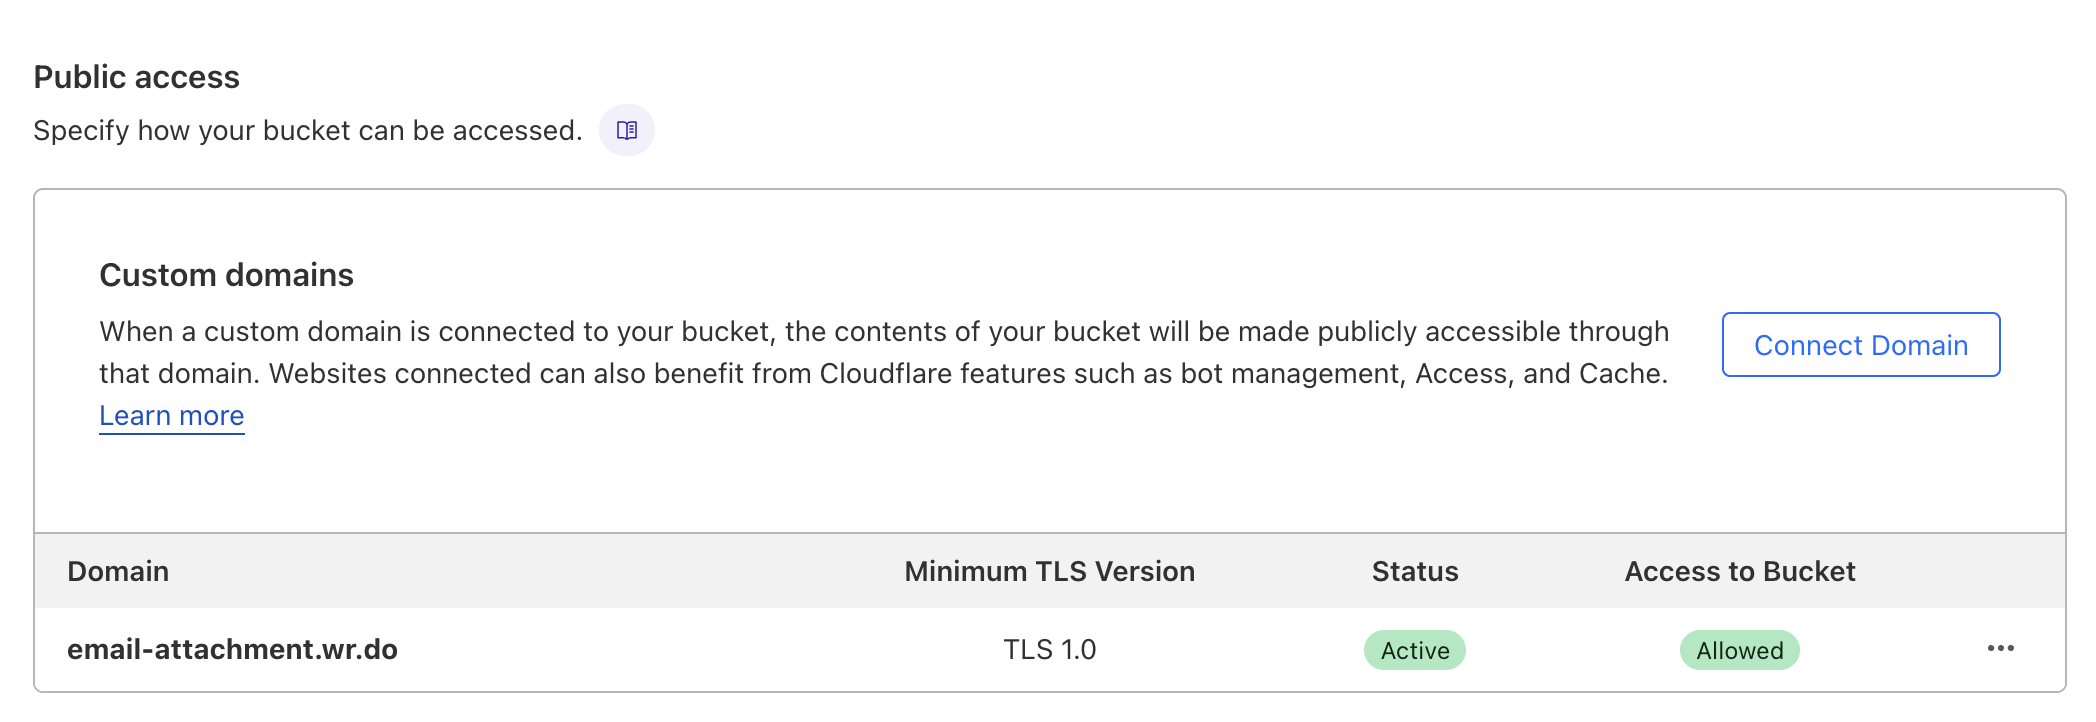 Public access
Specify how your bucket can be accessed.
Custom domains
When a custom domain is connected to your bucket, the contents of your bucket will be made publicly accessible through
that domain. Websites connected can also benefit from Cloudflare features such as bot management, Access, and Cache.
Learn more
Connect Domain
Domain Minimum TLS Version Status Access to Bucket
email-attachment.wr.do TLS 1.0 Active Allowed